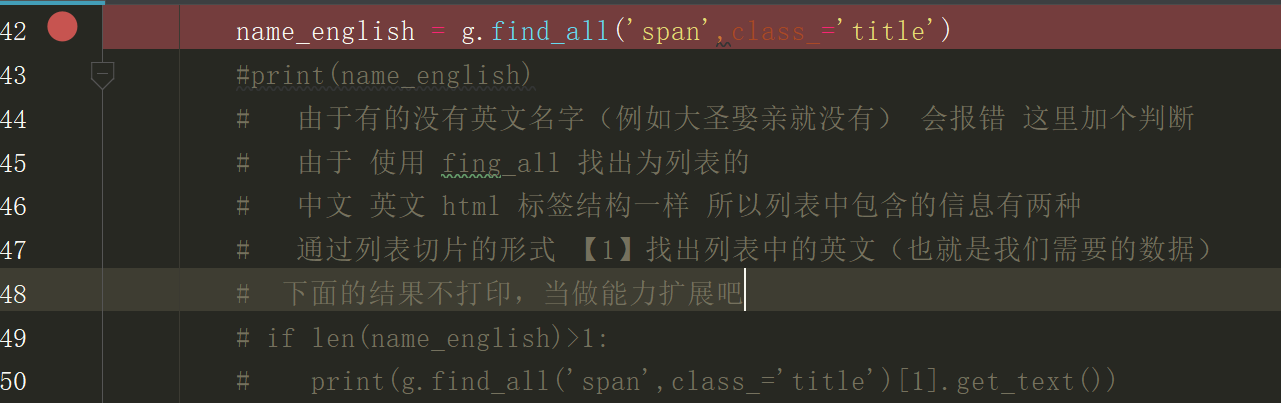 42 name_english = g.find_all('span',class_='title')
43 #print(name_english)
44 # 由于有的没有英文名字（例如大圣娶亲就没有） 会报错 这里加个判断
45 # 由于 使用 fing_all 找出为列表的
46 # 中文 英文 html 标签结构一样 所以列表中包含的信息有两种
47 # 通过列表切片的形式 【1】找出列表中的英文（也就是我们需要的数据）
48 # 下面的结果不打印，当做能力扩展吧
49 # if len(name_english)>1:
50 # print(g.find_all('span',class_='title')[1].get_text())